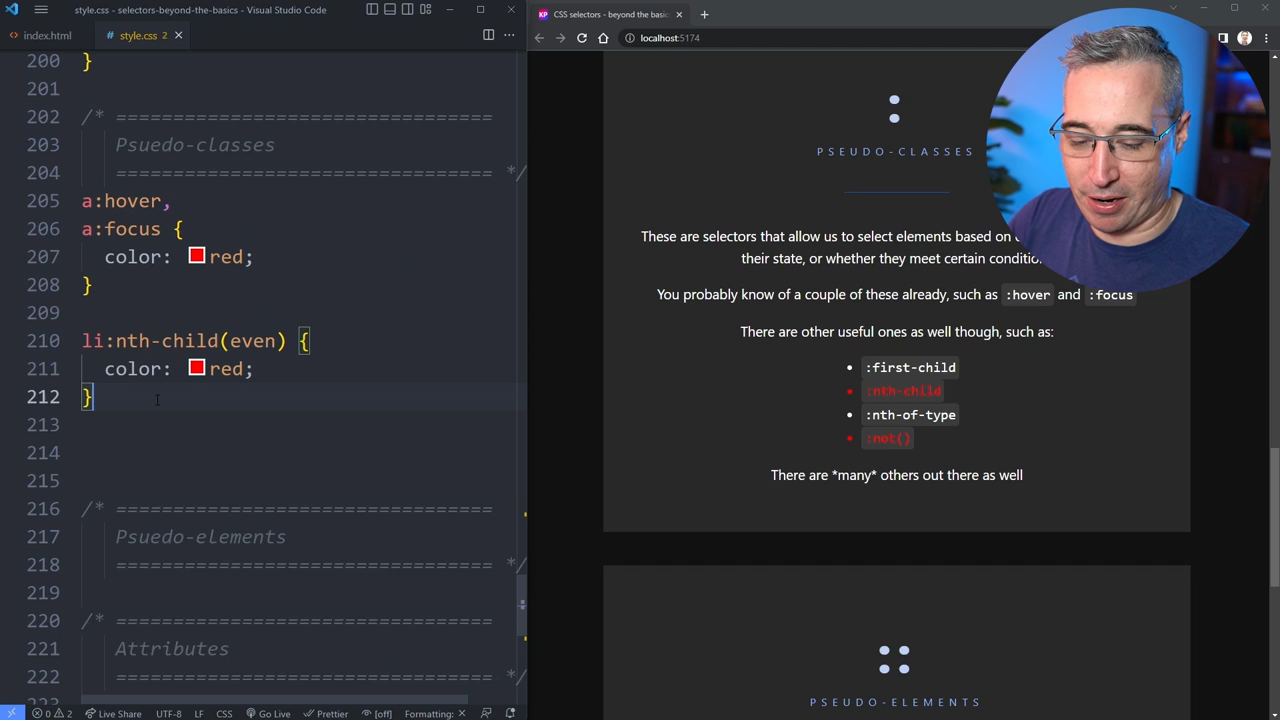 style.css - selectors-beyond-the-basics - Visual Studio Code
index.html
style.css 2
200 }
201
202 /* =================================
203 Psuedo-classes
204 ================================= */
205 a:hover,
206 a:focus {
207 color: red;
208 }
209
210 li:nth-child(even) {
211 color: red;
212 }
213
214
215
216 /* =================================
217 Psuedo-elements
218 ================================= */
219
220 /* =================================
221 Attributes
222 ================================= */
223
0 2 Live Share UTF-8 LF CSS Go Live Prettier [off] Formatting:
KP CSS selectors - beyond the basic
localhost:5174
PSEUDO-CLASSES
These are selectors that allow us to select elements based on
their state, or whether they meet certain condition
You probably know of a couple of these already, such as :hover and :focus
There are other useful ones as well though, such as:
:first-child
:nth-child
:nth-of-type
:not()
There are *many* others out there as well
PSEUDO-ELEMENTS